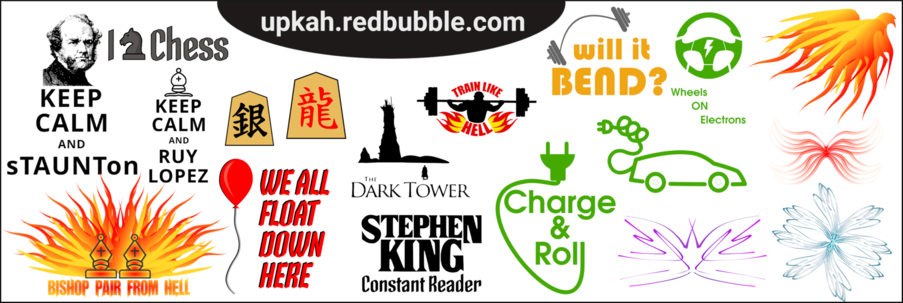 upkah.redbubble.com
I Chess
KEEP
CALM
AND
sTAUNTon
KEEP
CALM
AND
RUY
LOPEZ
銀
龍
BISHOP PAIR FROM HELL
WE ALL
FLOAT
DOWN
HERE
THE
DARK TOWER
STEPHEN
KING
Constant Reader
TRAIN LIKE
HELL
will it
BEND?
Wheels
ON
Electrons
Charge
&
Roll